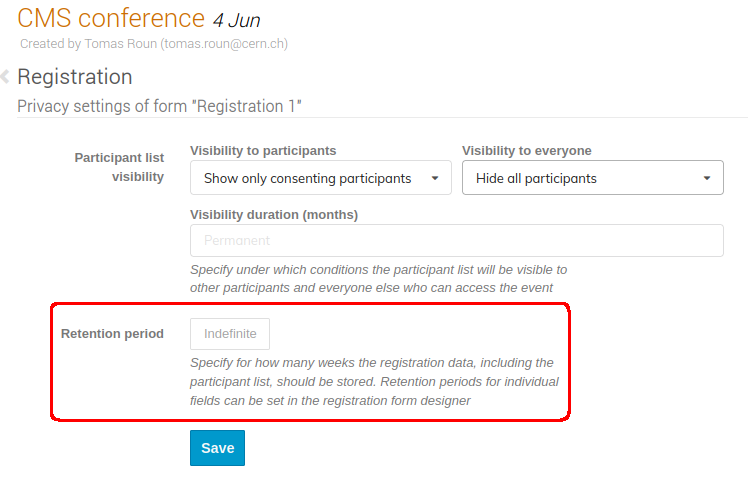 CMS conference 4 Jun
Created by Tomas Roun (tomas.roun@cern.ch)
Registration
Privacy settings of form "Registration 1"
Participant list visibility
Visibility to participants
Visibility to everyone
Show only consenting participants
Hide all participants
Visibility duration (months)
Permanent
Specify under which conditions the participant list will be visible to
other participants and everyone else who can access the event
Retention period
Indefinite
Specify for how many weeks the registration data, including the
participant list, should be stored. Retention periods for individual
fields can be set in the registration form designer
Save